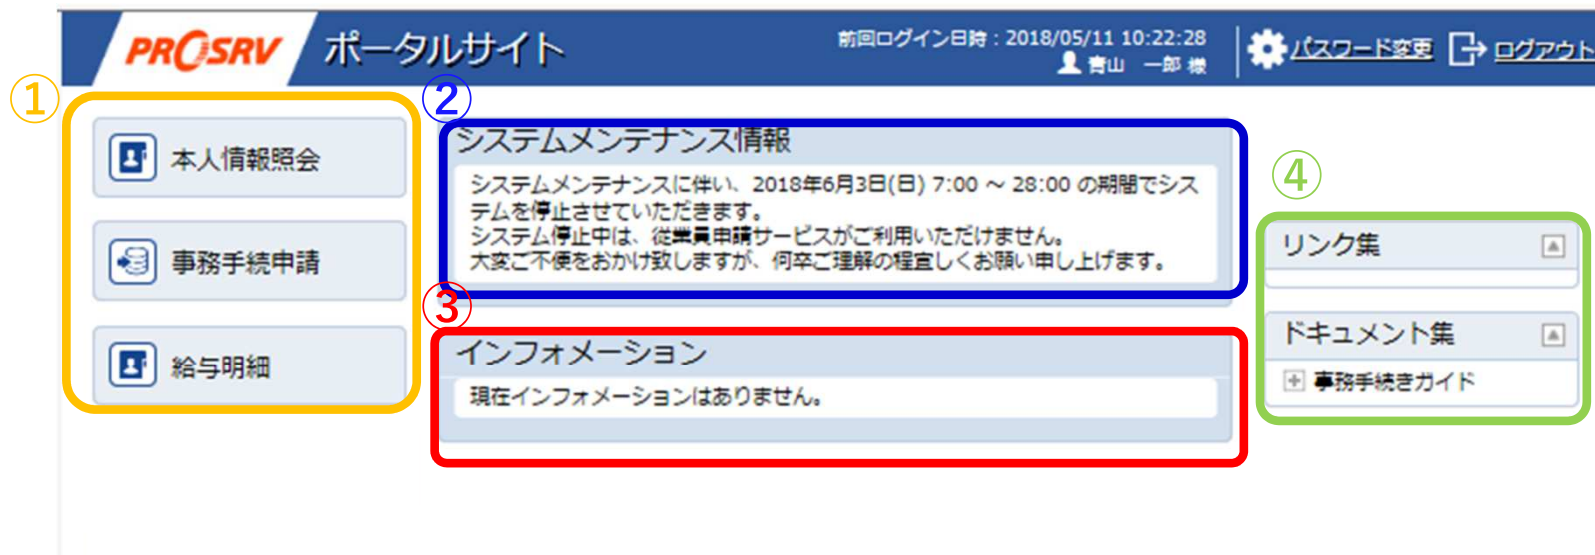 PROSRV ポータルサイト
前回ログイン日時：2018/05/11 10:22:28
青山　一郎 様
パスワード変更
ログアウト
①
本人情報照会
事務手続申請
給与明細
②
システムメンテナンス情報
システムメンテナンスに伴い、2018年6月3日(日) 7:00 ～ 28:00 の期間でシス
テムを停止させていただきます。
システム停止中は、従業員申請サービスがご利用いただけません。
大変ご不便をおかけ致しますが、何卒ご理解の程宜しくお願い申し上げます。
③
インフォメーション
現在インフォメーションはありません。
④
リンク集
ドキュメント集
事務手続きガイド